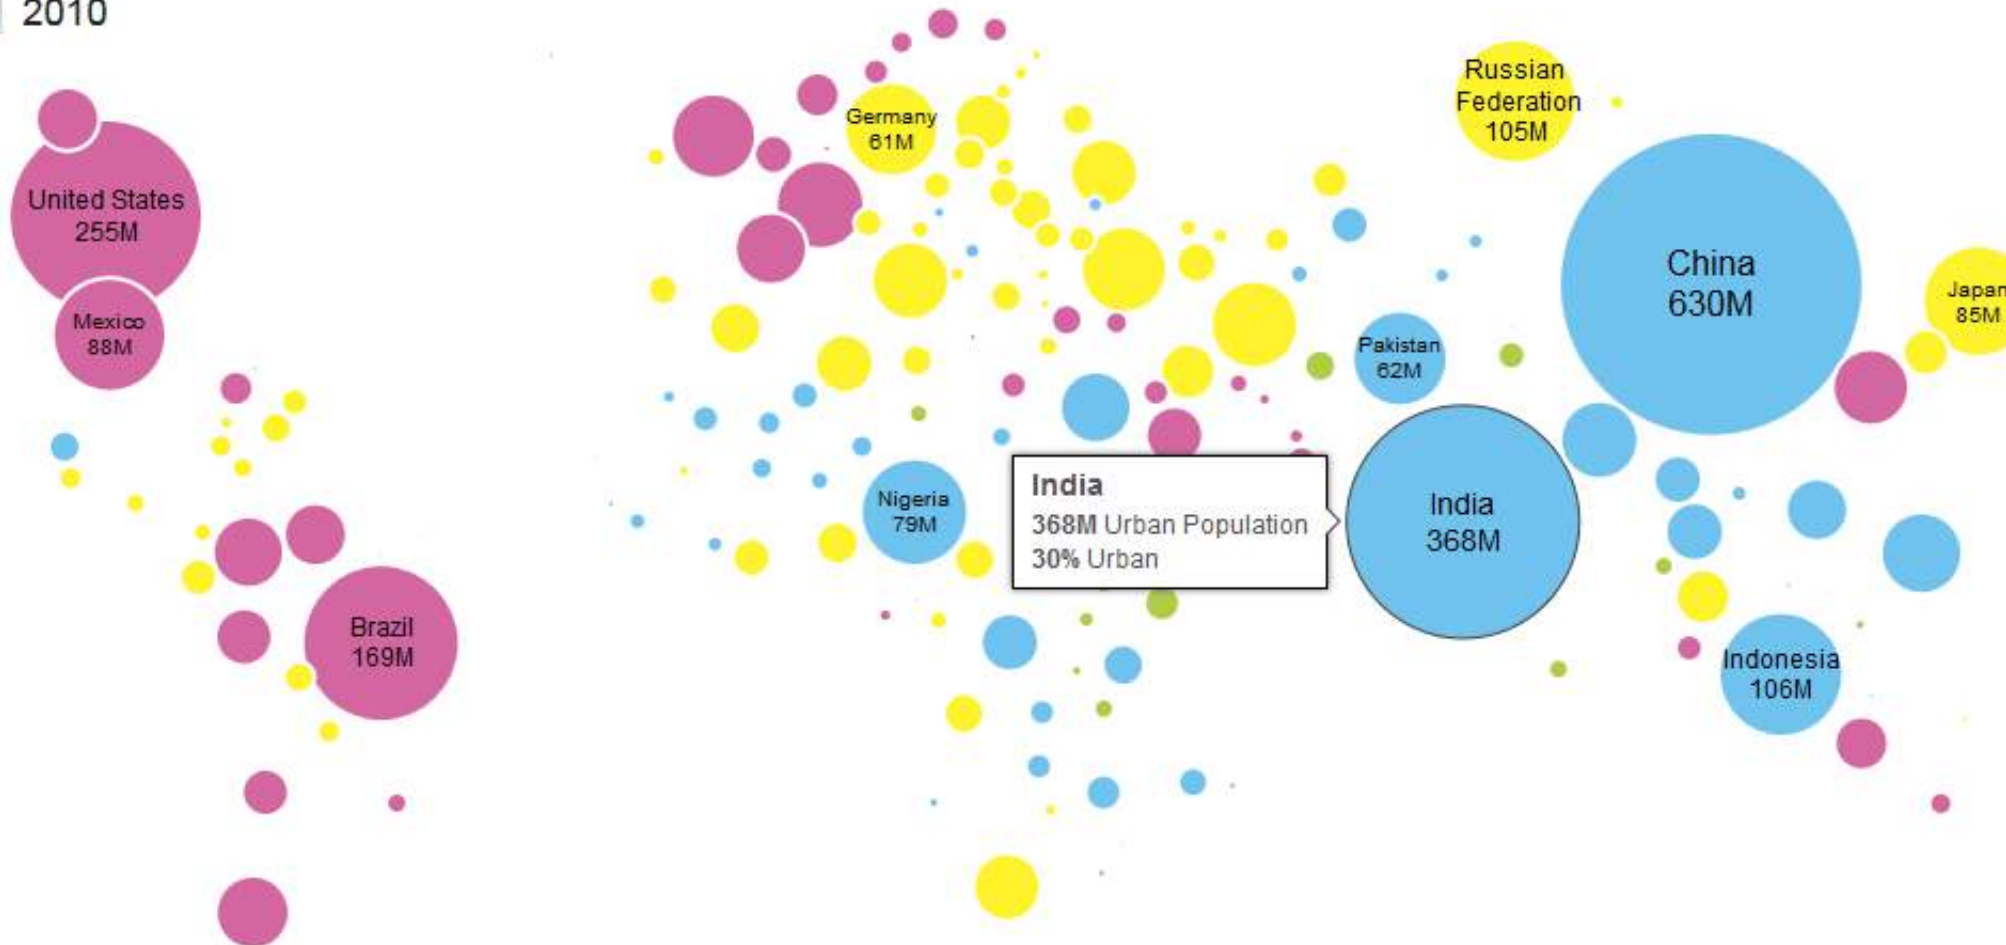 2010
Russian
Federation
105M
Germany
61M
United States
255M
China
630M
Japan
85M
Mexico
88M
Pakistan
62M
India
368M Urban Population
30% Urban
India
368M
Nigeria
79M
Brazil
169M
Indonesia
106M